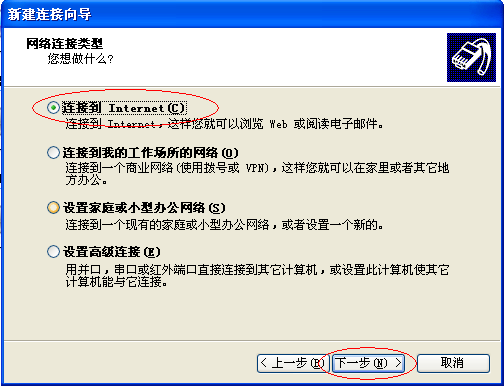 新建连接向导
网络连接类型
您想做什么?
连接到 Internet(C)
连接到 Internet,这样您就可以浏览 Web 或阅读电子邮件。
连接到我的工作场所的网络(O)
连接到一个商业网络(使用拨号或 VPN),这样您就可以在家里或者其它地
方办公。
设置家庭或小型办公网络(S)
连接到一个现有的家庭或小型办公网络,或者设置一个新的。
设置高级连接(E)
用并口,串口或红外端口直接连接到其它计算机,或设置此计算机使其它
计算机能与它连接。
< 上一步(B) 下一步(N) > 取消